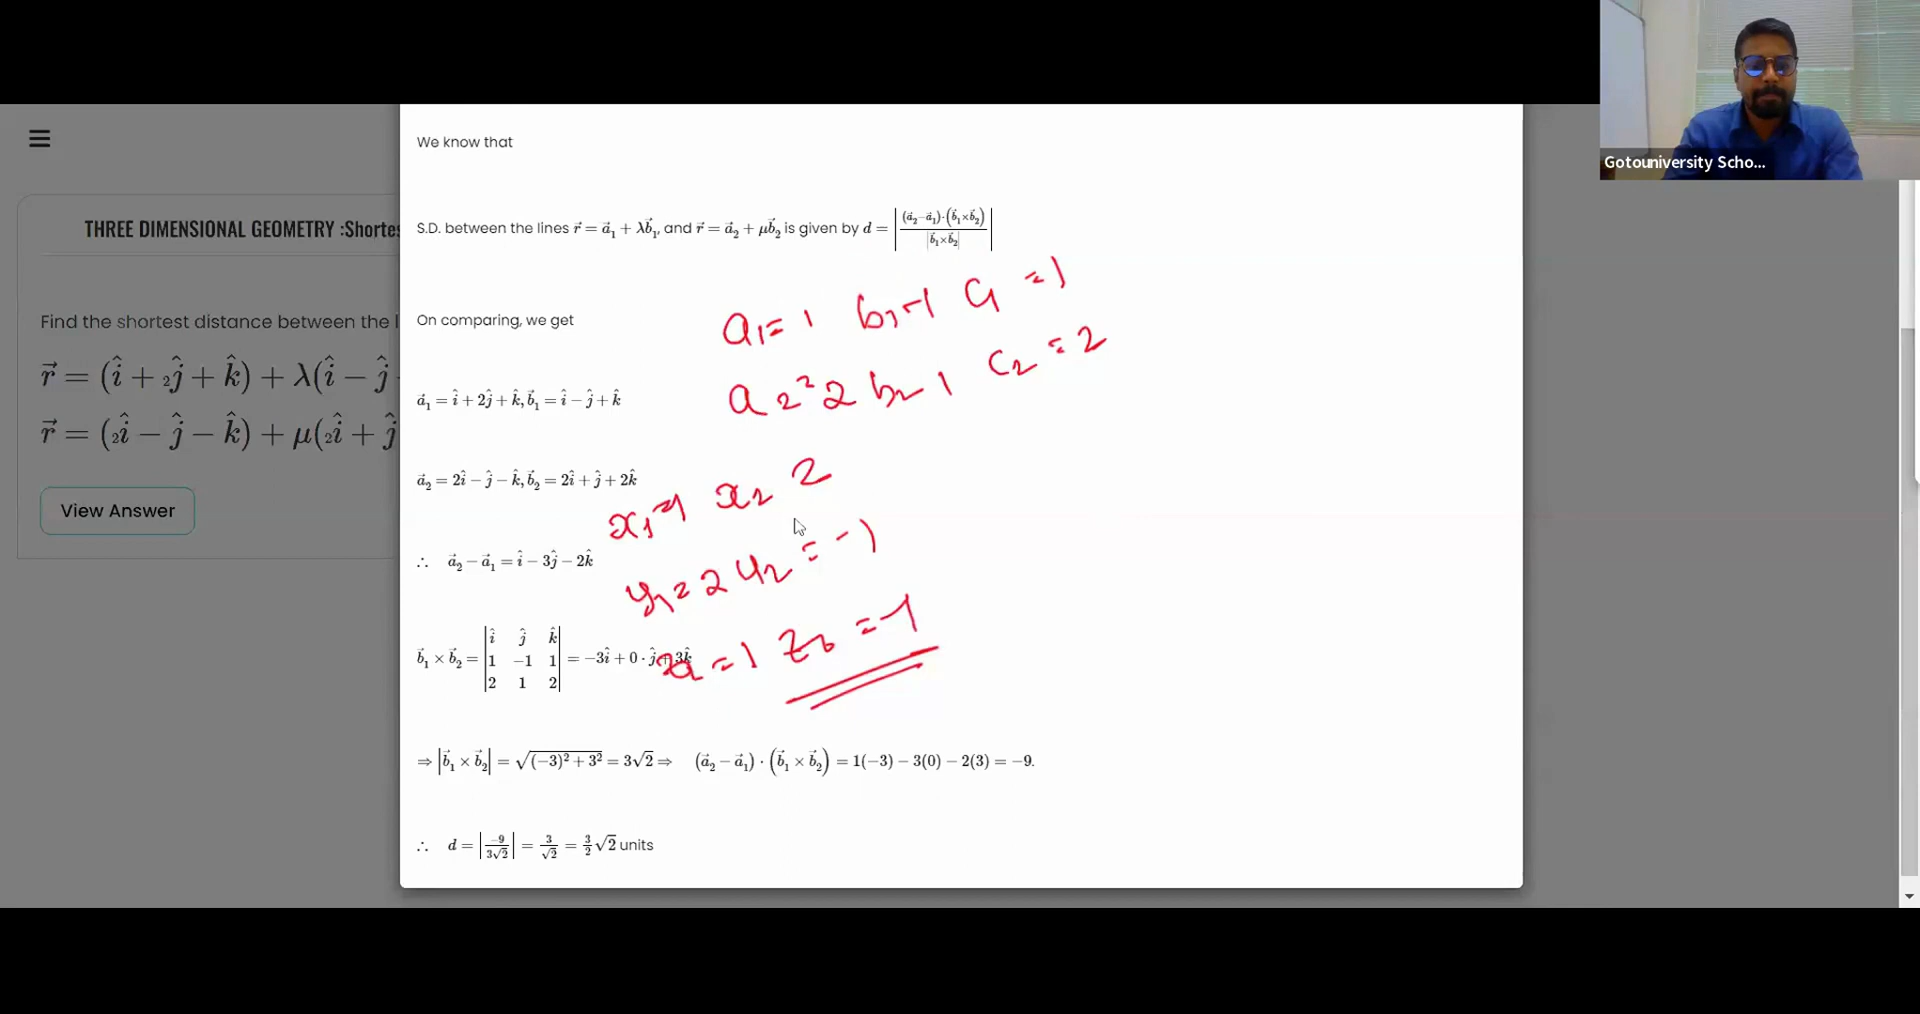 Gotouniversity Scho...
THREE DIMENSIONAL GEOMETRY :Shortes
Find the shortest distance between the l
r⃗ = (î + 2ĵ + k̂) + λ(î − ĵ
r⃗ = (2î − ĵ − k̂) + μ(2î + ĵ
View Answer
We know that
S.D. between the lines r⃗ = a⃗₁ + λb⃗₁, and r⃗ = a⃗₂ + μb⃗₂ is given by d = |(a⃗₂−a⃗₁)·(b⃗₁×b⃗₂) / |b⃗₁×b⃗₂||
On comparing, we get
a⃗₁ = î + 2ĵ + k̂, b⃗₁ = î − ĵ + k̂
a⃗₂ = 2î − ĵ − k̂, b⃗₂ = 2î + ĵ + 2k̂
∴ a⃗₂ − a⃗₁ = î − 3ĵ − 2k̂
b⃗₁ × b⃗₂ = |î ĵ k̂
1 −1 1
2 1 2| = −3î + 0 · ĵ + 3k̂
⇒ |b⃗₁ × b⃗₂| = √((−3)² + 3²) = 3√2 ⇒ (a⃗₂ − a⃗₁) · (b⃗₁ × b⃗₂) = 1(−3) − 3(0) − 2(3) = −9.
∴ d = |−9/3√2| = 3/√2 = 3/2 √2 units
a₁ = 1 b₁ −1 c₁ = 1
a₂ = 2 b₂ 1 c₂ = 2
x₁ = 1 x₂ 2
y₁ = 2 y₂ = −1
z₁ = 1 z₂ = −1